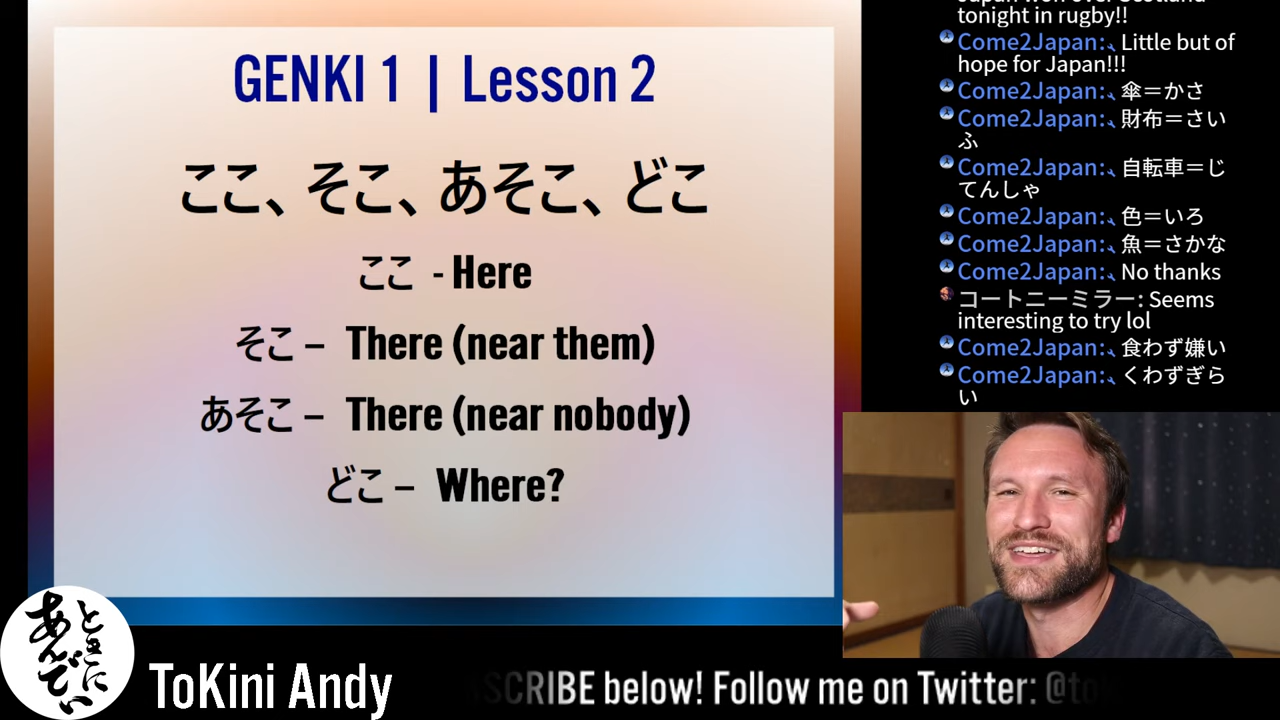 GENKI 1 | Lesson 2
ここ、そこ、あそこ、どこ
ここ - Here
そこ – There (near them)
あそこ – There (near nobody)
どこ – Where?
tonight in rugby!!
Come2Japan:、Little but of
hope for Japan!!!
Come2Japan:、傘＝かさ
Come2Japan:、財布＝さい
ふ
Come2Japan:、自転車＝じ
てんしゃ
Come2Japan:、色＝いろ
Come2Japan:、魚＝さかな
Come2Japan:、No thanks
コートニーミラー: Seems
interesting to try lol
Come2Japan:、食わず嫌い
Come2Japan:、くわずぎら
い
ときに
あんでぃ
ToKini Andy
SCRIBE below! Follow me on Twitter: @to